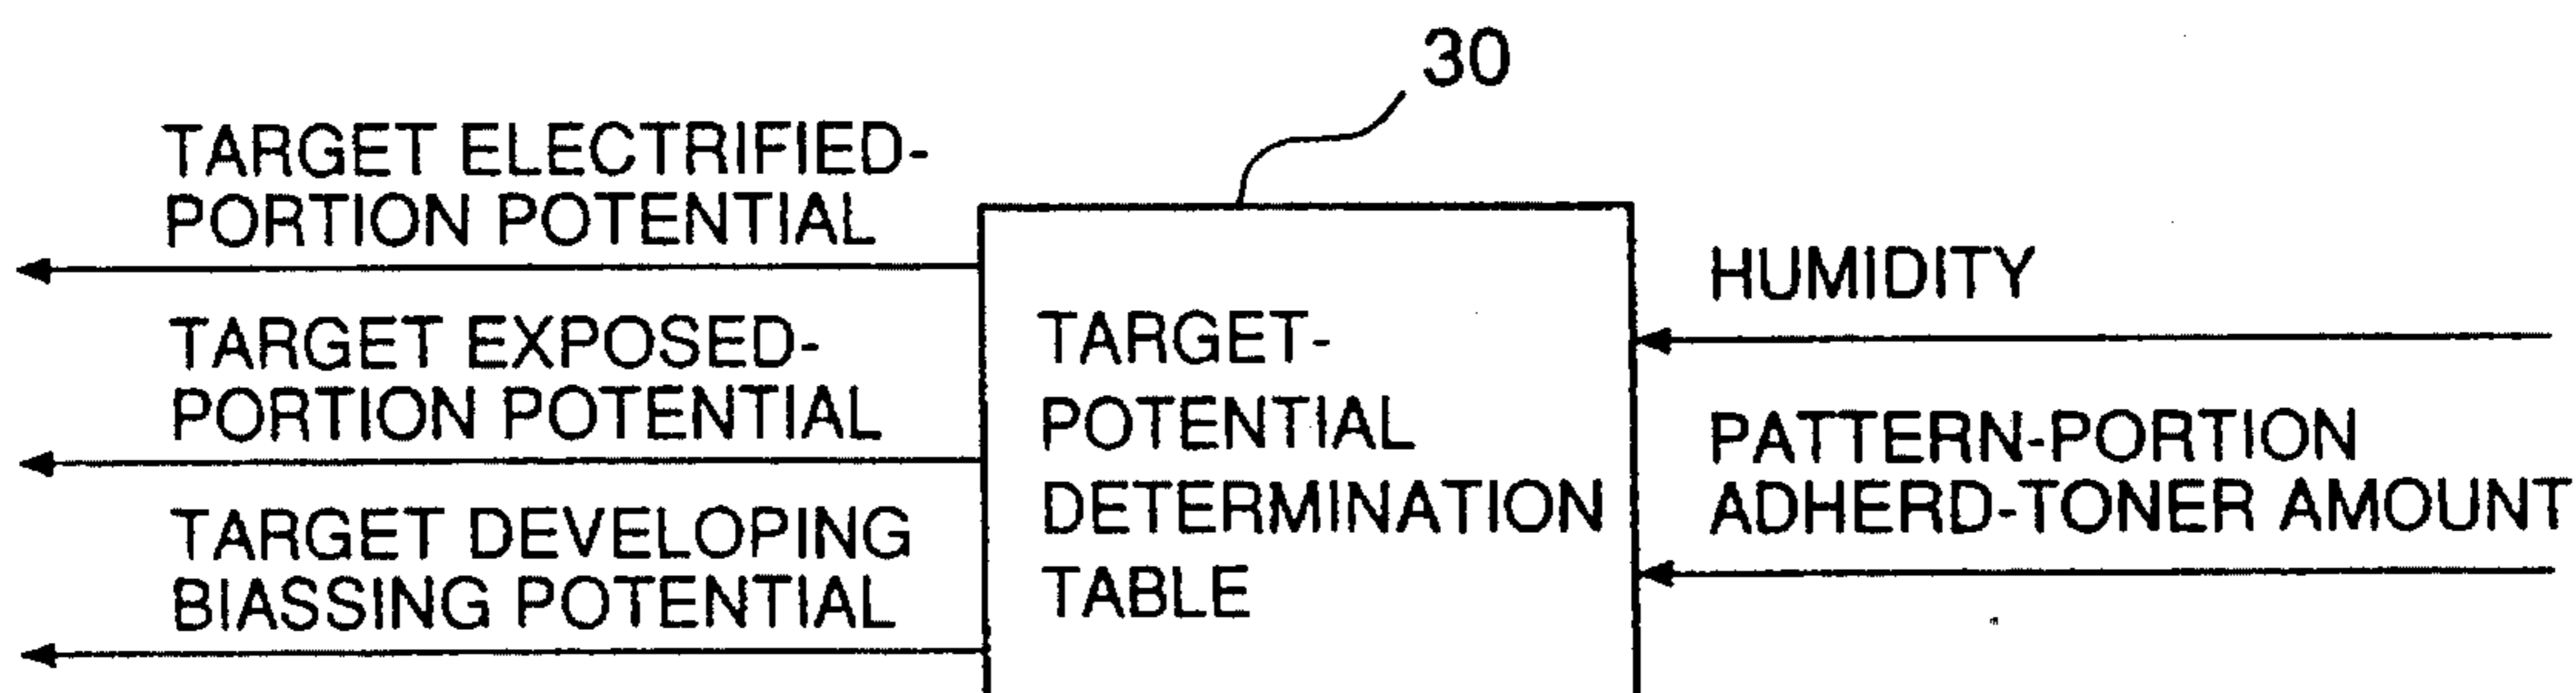 30
TARGET ELECTRIFIED-
PORTION POTENTIAL
TARGET EXPOSED-
PORTION POTENTIAL
TARGET DEVELOPING
BIASSING POTENTIAL
TARGET-
POTENTIAL
DETERMINATION
TABLE
HUMIDITY
PATTERN-PORTION
ADHERD-TONER AMOUNT